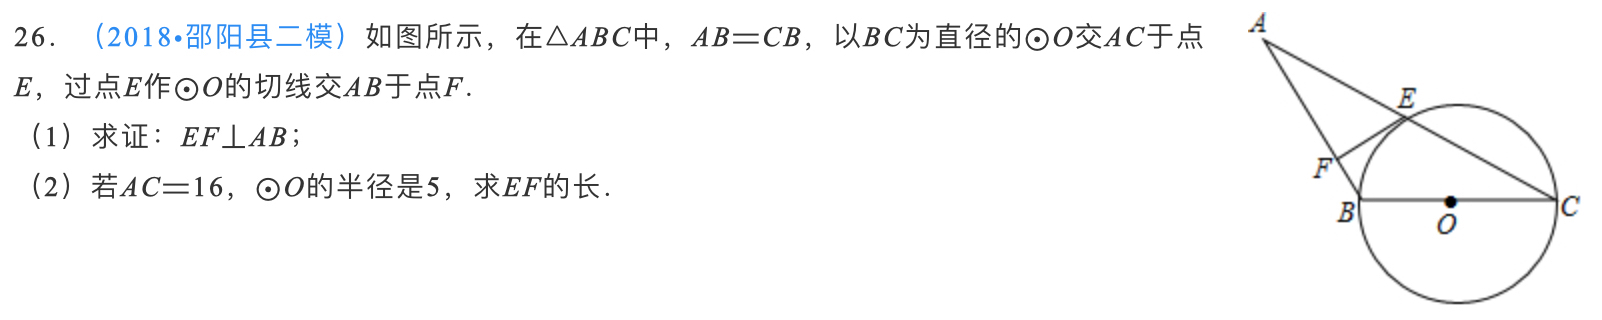 26. （2018•邵阳县二模）如图所示，在△ABC中，AB＝CB，以BC为直径的⊙O交AC于点
E，过点E作⊙O的切线交AB于点F.
（1）求证：EF⊥AB；
（2）若AC＝16，⊙O的半径是5，求EF的长.
A
E
F
B
O
C